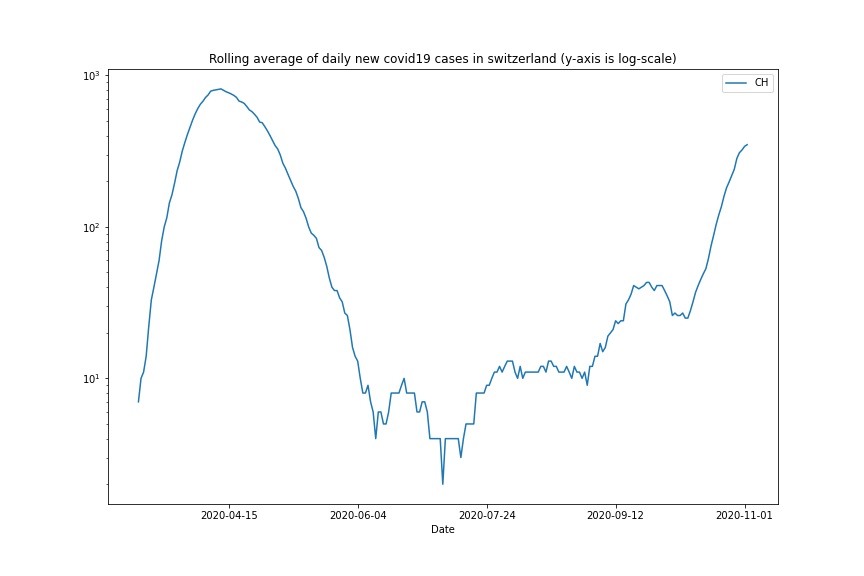 Rolling average of daily new covid19 cases in switzerland (y-axis is log-scale)
CH
10³
10²
10¹
2020-04-15 2020-06-04 2020-07-24 2020-09-12 2020-11-01
Date